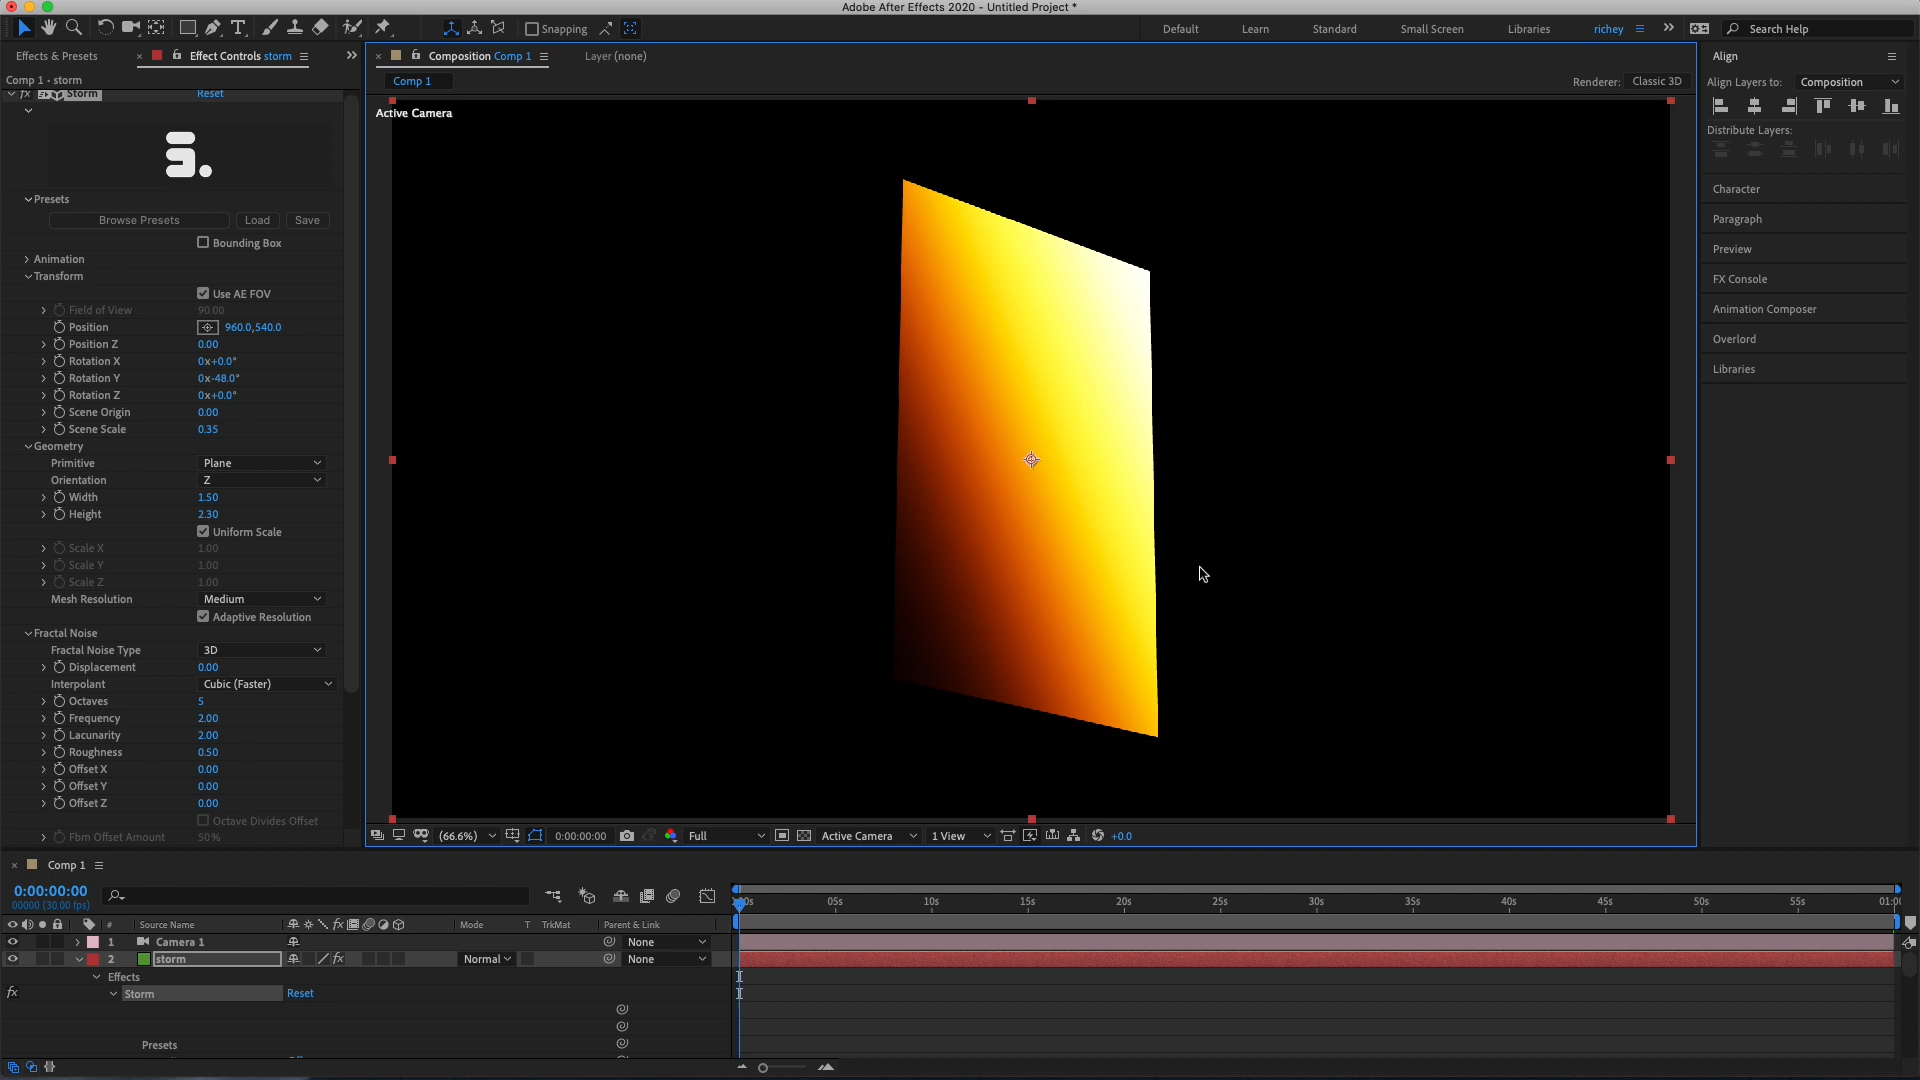 Adobe After Effects 2020 - Untitled Project *
Snapping
Default
Learn
Standard
Small Screen
Libraries
richey
Search Help
Effects & Presets
Effect Controls storm
Composition Comp 1
Layer (none)
Align
Comp 1 • storm
fx Storm Reset
Comp 1
Renderer: Classic 3D
Align Layers to: Composition
Distribute Layers:
Active Camera
Presets
Browse Presets Load Save
Bounding Box
Animation
Transform
Use AE FOV
Field of View 90.00
Position 960.0,540.0
Position Z 0.00
Rotation X 0x+0.0°
Rotation Y 0x-48.0°
Rotation Z 0x+0.0°
Scene Origin 0.00
Scene Scale 0.35
Geometry
Primitive Plane
Orientation Z
Width 1.50
Height 2.30
Uniform Scale
Scale X 1.00
Scale Y 1.00
Scale Z 1.00
Mesh Resolution Medium
Adaptive Resolution
Fractal Noise
Fractal Noise Type 3D
Displacement 0.00
Interpolant Cubic (Faster)
Octaves 5
Frequency 2.00
Lacunarity 2.00
Roughness 0.50
Offset X 0.00
Offset Y 0.00
Offset Z 0.00
Octave Divides Offset
Fbm Offset Amount 50%
Character
Paragraph
Preview
FX Console
Animation Composer
Overlord
Libraries
(66.6%) 0:00:00:00 Full Active Camera 1 View +0.0
Comp 1
0:00:00:00
00000 (30.00 fps)
05s 10s 15s 20s 25s 30s 35s 40s 45s 50s 55s 01:0
# Source Name fx Mode T TrkMat Parent & Link
1 Camera 1 None
2 storm fx Normal None
Effects
fx Storm Reset
Presets